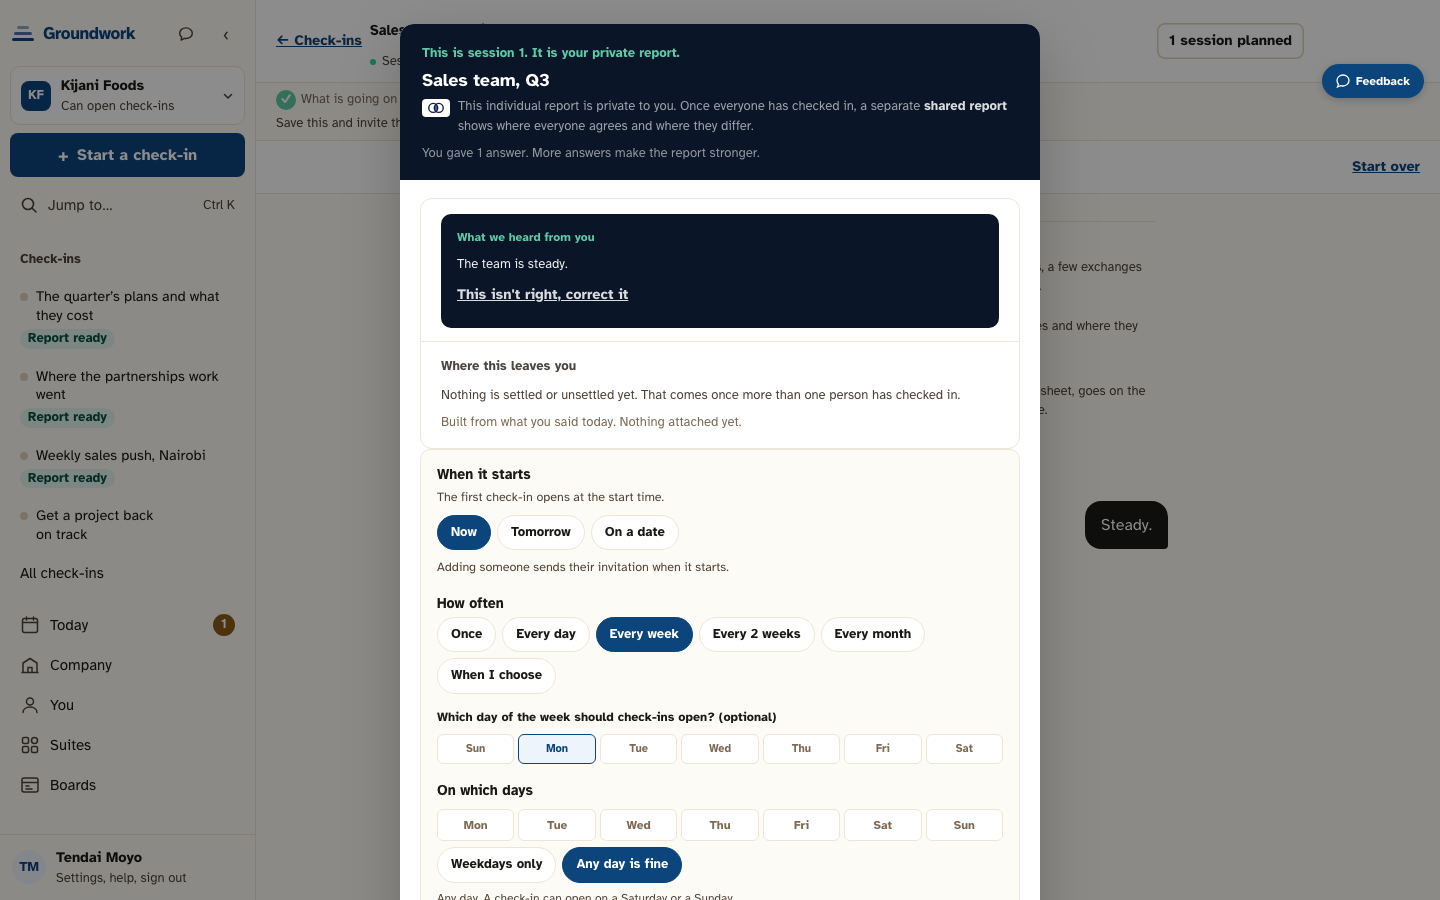 Groundwork
KF
Kijani Foods
Can open check-ins
+ Start a check-in
Jump to...
Ctrl K
Check-ins
The quarter's plans and what
they cost
Report ready
Where the partnerships work
went
Report ready
Weekly sales push, Nairobi
Report ready
Get a project back
on track
All check-ins
Today
1
Company
You
Suites
Boards
TM
Tendai Moyo
Settings, help, sign out
← Check-ins
Sales
Ses
1 session planned
What is going on
Save this and invite th
Feedback
Start over
, a few exchanges
es and where they
sheet, goes on the
e.
Steady.
This is session 1. It is your private report.
Sales team, Q3
This individual report is private to you. Once everyone has checked in, a separate shared report
shows where everyone agrees and where they differ.
You gave 1 answer. More answers make the report stronger.
What we heard from you
The team is steady.
This isn't right, correct it
Where this leaves you
Nothing is settled or unsettled yet. That comes once more than one person has checked in.
Built from what you said today. Nothing attached yet.
When it starts
The first check-in opens at the start time.
Now
Tomorrow
On a date
Adding someone sends their invitation when it starts.
How often
Once
Every day
Every week
Every 2 weeks
Every month
When I choose
Which day of the week should check-ins open? (optional)
Sun
Mon
Tue
Wed
Thu
Fri
Sat
On which days
Mon
Tue
Wed
Thu
Fri
Sat
Sun
Weekdays only
Any day is fine
Any day. A check-in can open on a Saturday or a Sunday.